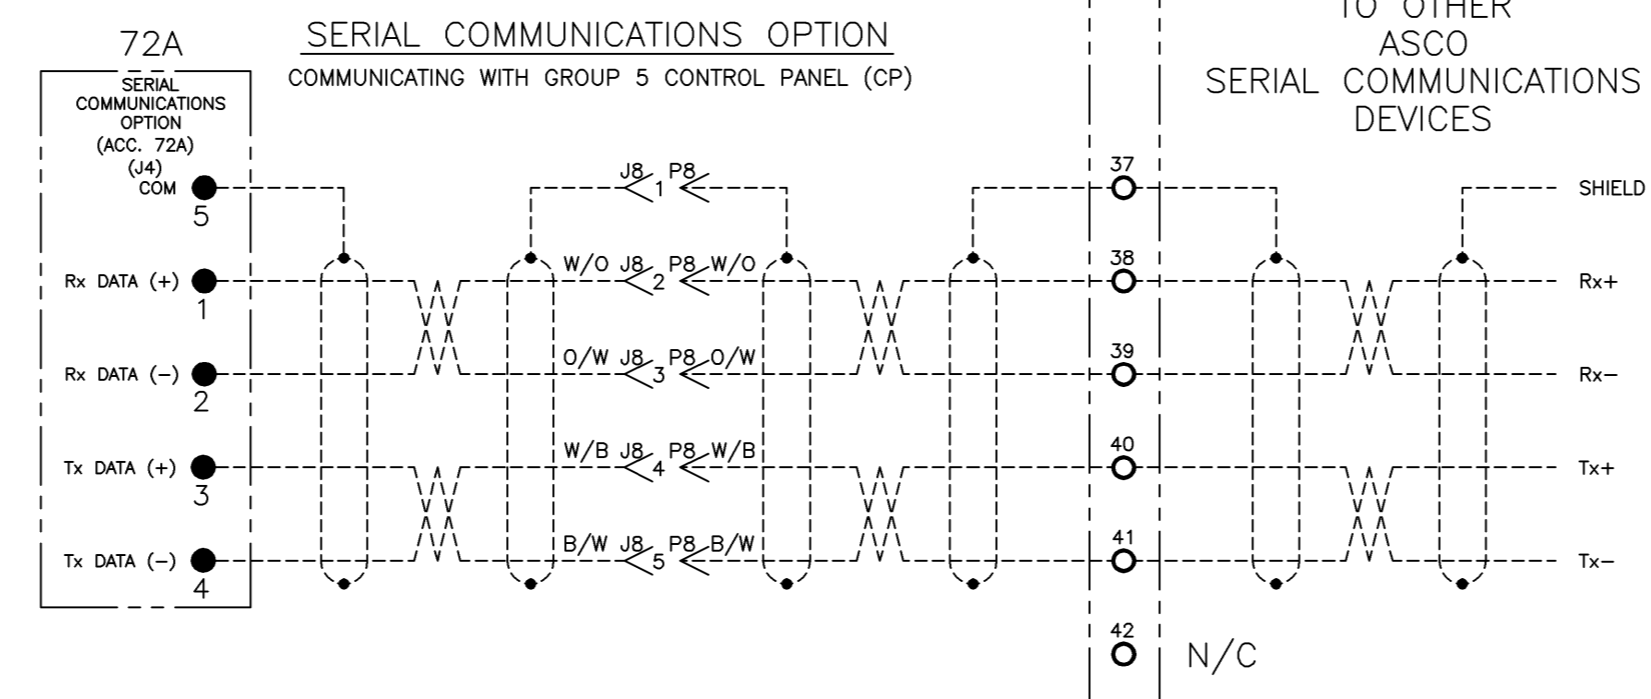 TO OTHER
ASCO
SERIAL COMMUNICATIONS
DEVICES
72A
SERIAL COMMUNICATIONS OPTION
COMMUNICATING WITH GROUP 5 CONTROL PANEL (CP)
SERIAL
COMMUNICATIONS
OPTION
(ACC. 72A)
(J4)
COM
5
J8 1 P8
37
SHIELD
Rx DATA (+)
1
W/O J8 2 P8 W/O
38
Rx+
Rx DATA (-)
2
O/W J8 3 P8 O/W
39
Rx-
Tx DATA (+)
3
W/B J8 4 P8 W/B
40
Tx+
Tx DATA (-)
4
B/W J8 5 P8 B/W
41
Tx-
42
N/C